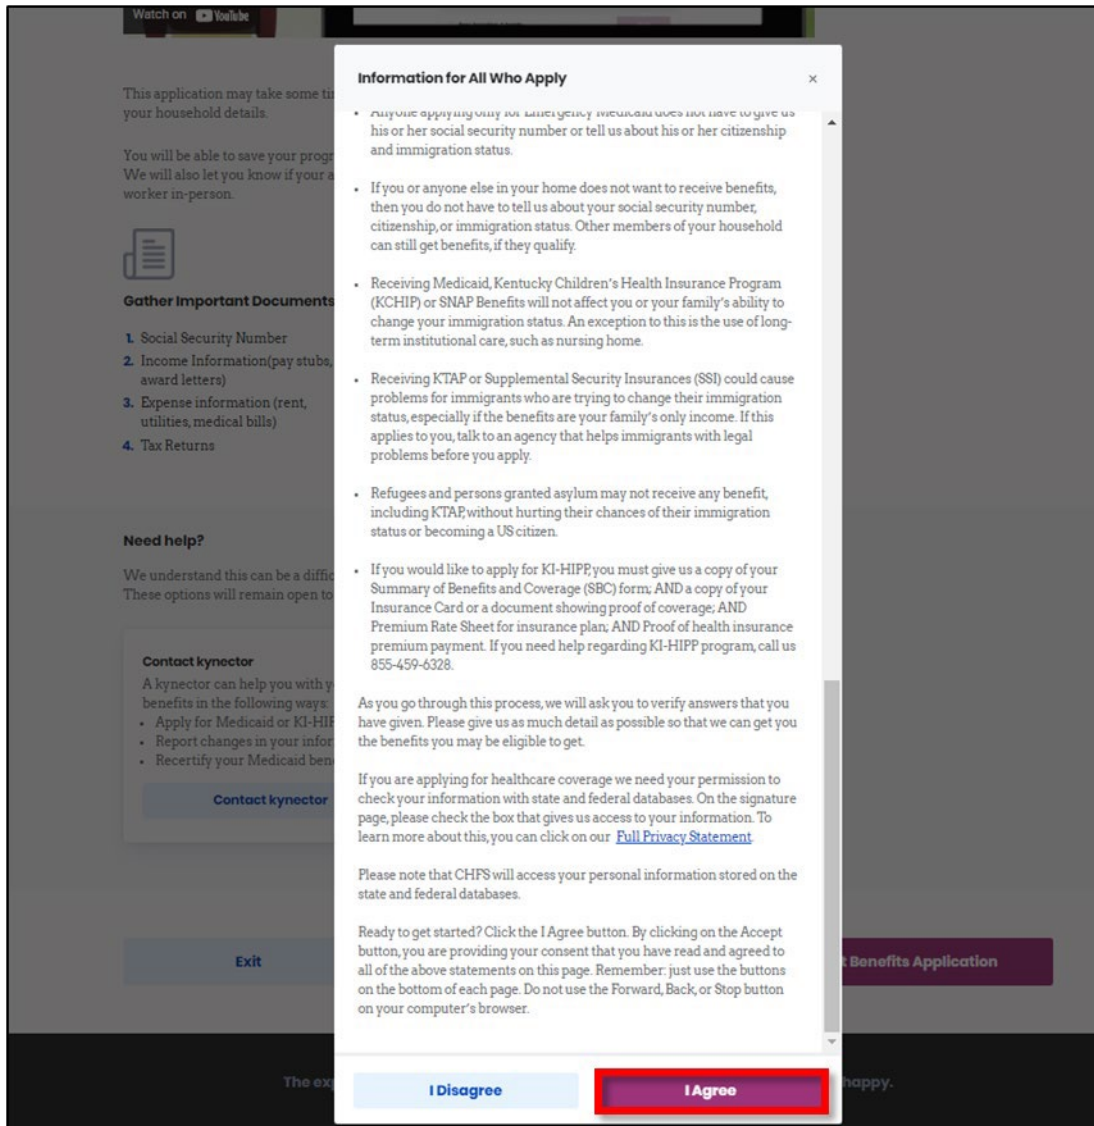 Watch on YouTube
This application may take some ti
your household details.
You will be able to save your progr
We will also let you know if your a
worker in-person.
Gather Important Documents
1. Social Security Number
2. Income Information(pay stubs,
award letters)
3. Expense information (rent,
utilities, medical bills)
4. Tax Returns
Need help?
We understand this can be a diffic
These options will remain open to
Contact kynector
A kynector can help you with y
benefits in the following ways:
• Apply for Medicaid or KI-HIP
• Report changes in your infor
• Recertify your Medicaid ben
Contact kynector
Exit
t Benefits Application
The exp
happy.
Information for All Who Apply ×
• Anyone applying only for Emergency Medicaid does not have to give us
his or her social security number or tell us about his or her citizenship
and immigration status.
• If you or anyone else in your home does not want to receive benefits,
then you do not have to tell us about your social security number,
citizenship, or immigration status. Other members of your household
can still get benefits, if they qualify.
• Receiving Medicaid, Kentucky Children's Health Insurance Program
(KCHIP) or SNAP Benefits will not affect you or your family's ability to
change your immigration status. An exception to this is the use of long-
term institutional care, such as nursing home.
• Receiving KTAP or Supplemental Security Insurances (SSI) could cause
problems for immigrants who are trying to change their immigration
status, especially if the benefits are your family's only income. If this
applies to you, talk to an agency that helps immigrants with legal
problems before you apply.
• Refugees and persons granted asylum may not receive any benefit,
including KTAP, without hurting their chances of their immigration
status or becoming a US citizen.
• If you would like to apply for KI-HIPP, you must give us a copy of your
Summary of Benefits and Coverage (SBC) form; AND a copy of your
Insurance Card or a document showing proof of coverage; AND
Premium Rate Sheet for insurance plan; AND Proof of health insurance
premium payment. If you need help regarding KI-HIPP program, call us
855-459-6328.
As you go through this process, we will ask you to verify answers that you
have given. Please give us as much detail as possible so that we can get you
the benefits you may be eligible to get.
If you are applying for healthcare coverage we need your permission to
check your information with state and federal databases. On the signature
page, please check the box that gives us access to your information. To
learn more about this, you can click on our Full Privacy Statement.
Please note that CHFS will access your personal information stored on the
state and federal databases.
Ready to get started? Click the I Agree button. By clicking on the Accept
button, you are providing your consent that you have read and agreed to
all of the above statements on this page. Remember: just use the buttons
on the bottom of each page. Do not use the Forward, Back, or Stop button
on your computer's browser.
I Disagree
I Agree